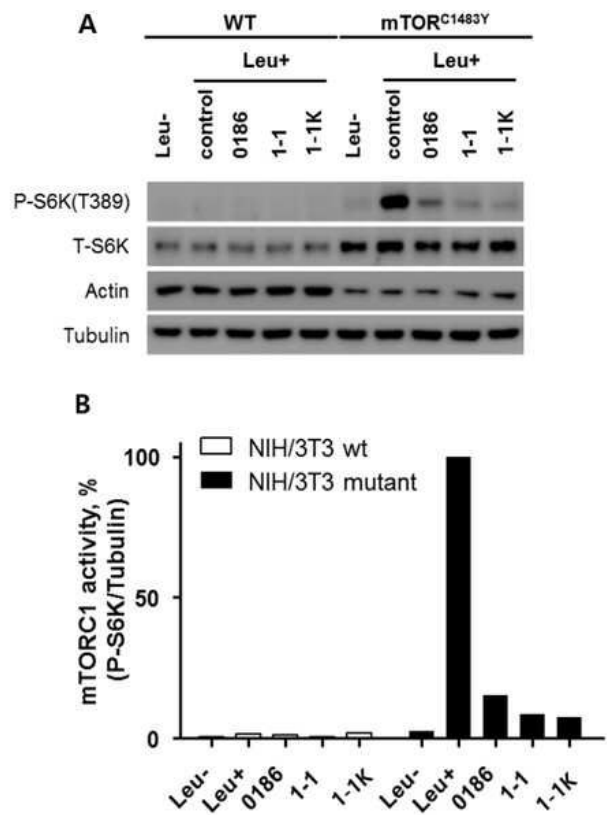 A
WT mTORC1483Y
Leu+ Leu+
Leu- control 0186 1-1 1-1K Leu- control 0186 1-1 1-1K
P-S6K(T389)
T-S6K
Actin
Tubulin
B
NIH/3T3 wt
NIH/3T3 mutant
mTORC1 activity, %
(P-S6K/Tubulin)
100
50
0
Leu- Leu+ 0186 1-1 1-1K Leu- Leu+ 0186 1-1 1-1K